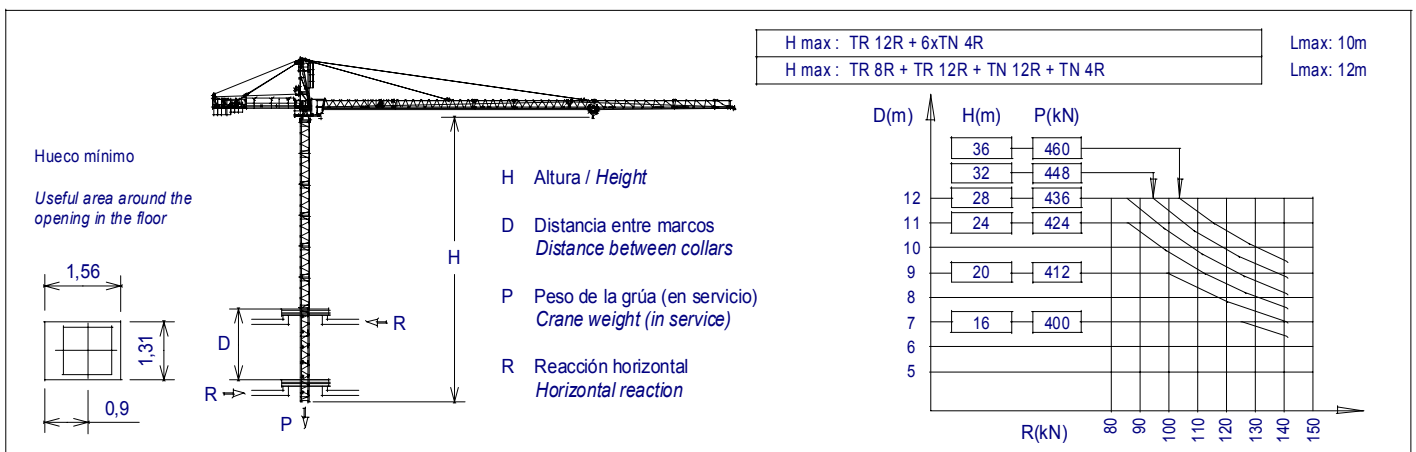 H max : TR 12R + 6xTN 4R
Lmax: 10m
H max : TR 8R + TR 12R + TN 12R + TN 4R
Lmax: 12m
Hueco mínimo
Useful area around the
opening in the floor
1,56
1,31
0,9
H
D
R
R
P
H Altura / Height
D Distancia entre marcos
Distance between collars
P Peso de la grúa (en servicio)
Crane weight (in service)
R Reacción horizontal
Horizontal reaction
D(m) H(m) P(kN)
36 460
32 448
12 28 436
11 24 424
10
9 20 412
8
7 16 400
6
5
R(kN) 80 90 100 110 120 130 140 150